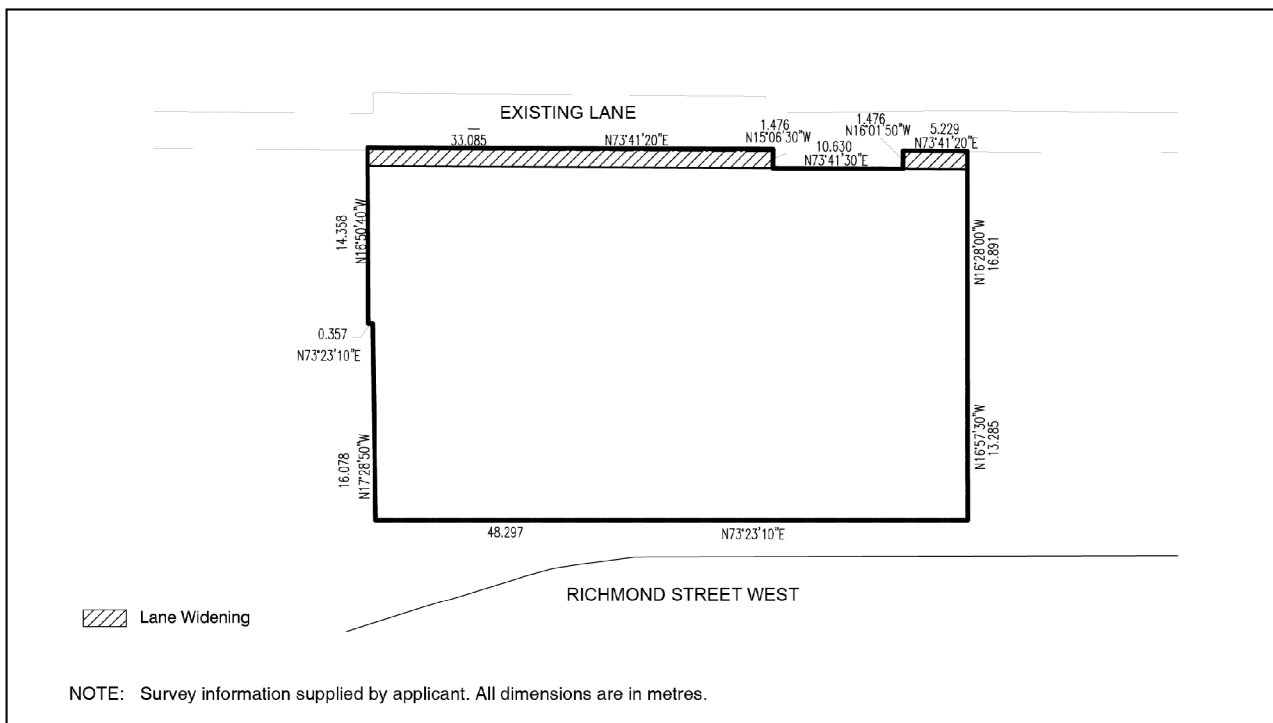 EXISTING LANE
33.085
N73°41'20"E
1.476
N15°06'30"W
10.630
N73°41'30"E
1.476
N16°01'50"W
5.229
N73°41'20"E
14.358
N16°50'40"W
N16°28'00"W
16.891
0.357
N73°23'10"E
16.078
N17°28'50"W
N16°57'30"W
13.285
48.297
N73°23'10"E
RICHMOND STREET WEST
Lane Widening
NOTE: Survey information supplied by applicant. All dimensions are in metres.